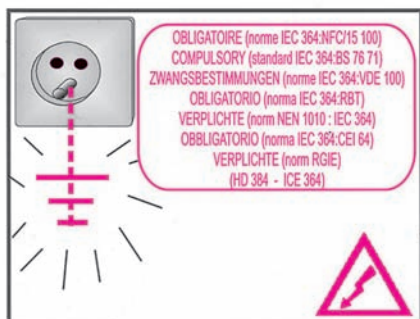 OBLIGATOIRE (norme IEC 364:NFC/15 100)
COMPULSORY (standard IEC 364:BS 76 71)
ZWANGSBESTIMMUNGEN (norme IEC 364:VDE 100)
OBLIGATORIO (norma IEC 364:RBT)
VERPLICHTE (norm NEN 1010 : IEC 364)
OBBLIGATORIO (norma IEC 364:CEI 64)
VERPLICHTE (norm RGIE)
(HD 384 - ICE 364)